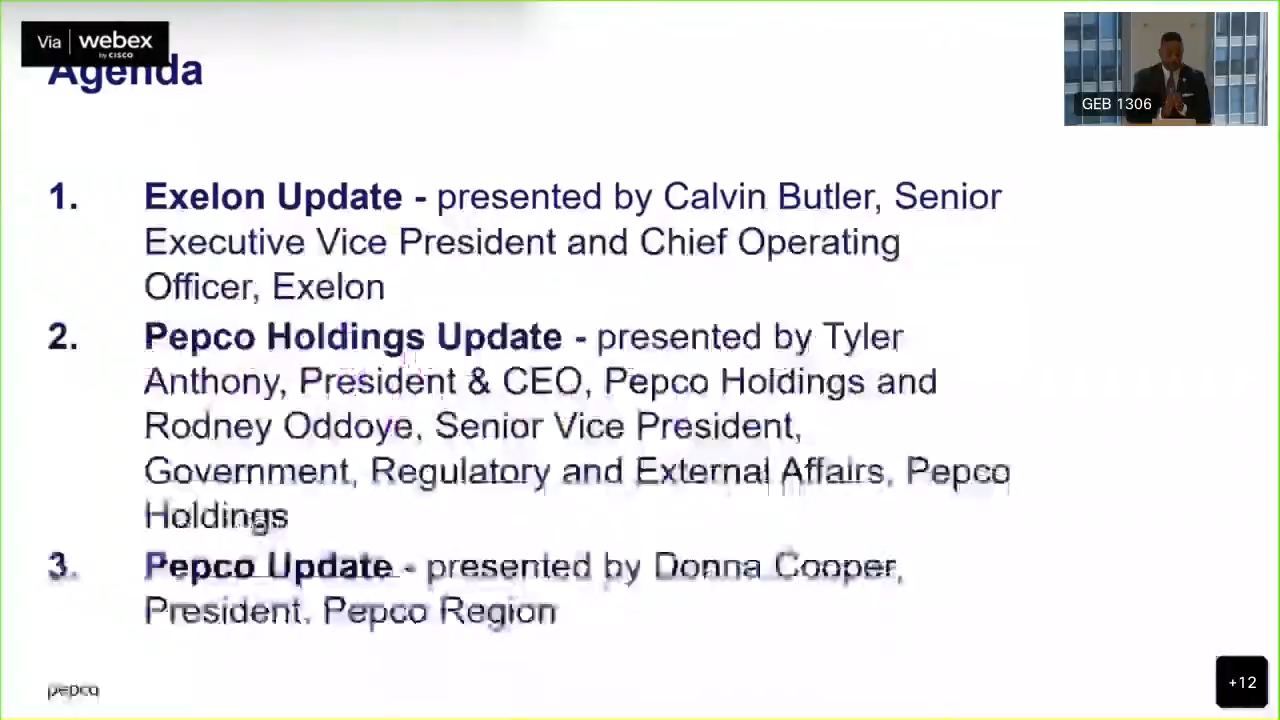 Via webex
by CISCO
Agenda
GEB 1306
1. Exelon Update - presented by Calvin Butler, Senior
Executive Vice President and Chief Operating
Officer, Exelon
2. Pepco Holdings Update - presented by Tyler
Anthony, President & CEO, Pepco Holdings and
Rodney Oddoye, Senior Vice President,
Government, Regulatory and External Affairs, Pepco
Holdings
3. Pepco Update - presented by Donna Cooper,
President, Pepco Region
pepco
+12